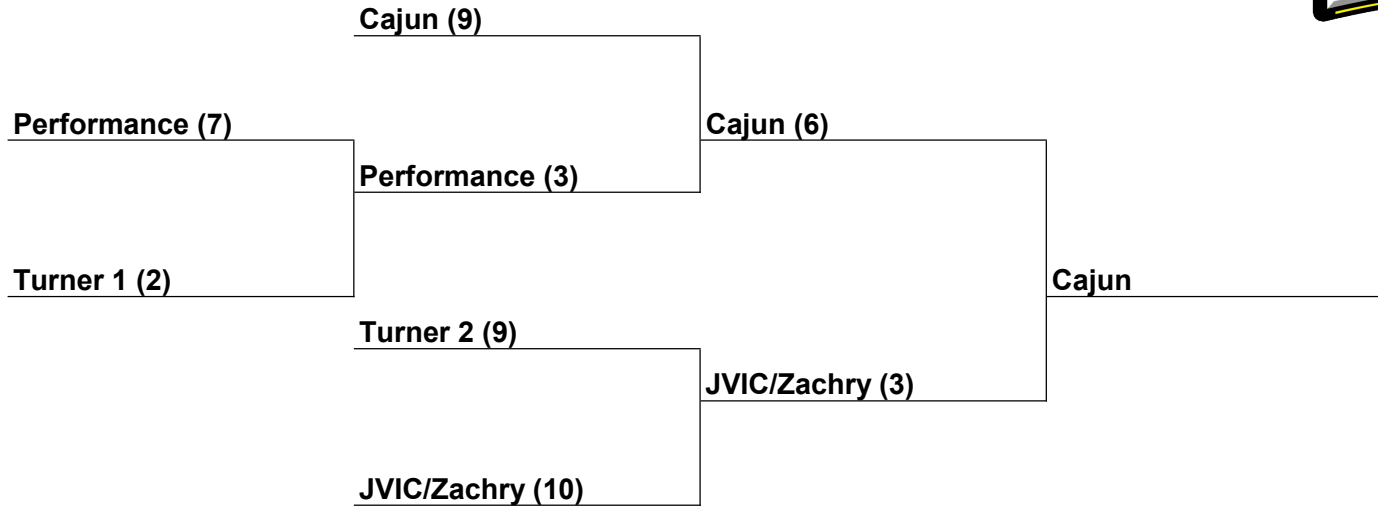 Cajun (9)
Performance (7)
Cajun (6)
Performance (3)
Turner 1 (2)
Cajun
Turner 2 (9)
JVIC/Zachry (3)
JVIC/Zachry (10)